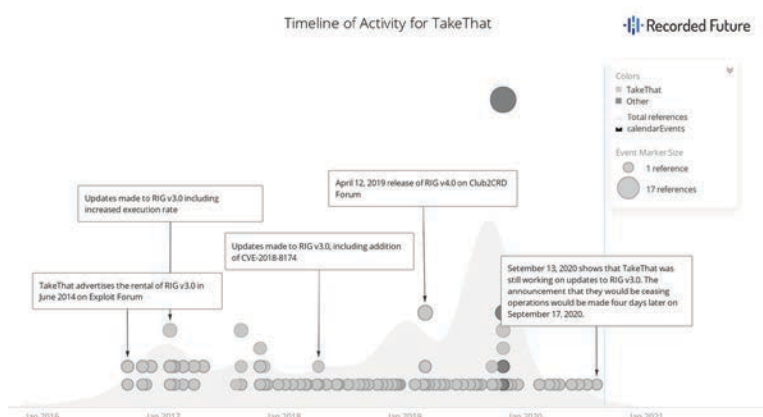 Timeline of Activity for TakeThat
Recorded Future
Colors
TakeThat
Other
Total references
calendarEvents
Event Marker Size
1 reference
17 references
April 12, 2019 release of RIG v4.0 on Club2CRD
Forum
Updates made to RIG v3.0 including
increased execution rate
Updates made to RIG v3.0, including addition
of CVE-2018-8174
Setember 13, 2020 shows that TakeThat was
still working on updates to RIG v3.0. The
announcement that they would be ceasing
operations would be made four days later on
September 17, 2020.
TakeThat advertises the rental of RIG v3.0 in
June 2014 on Exploit Forum
Jan 2016
Jan 2017
Jan 2018
Jan 2019
Jan 2020
Jan 2021